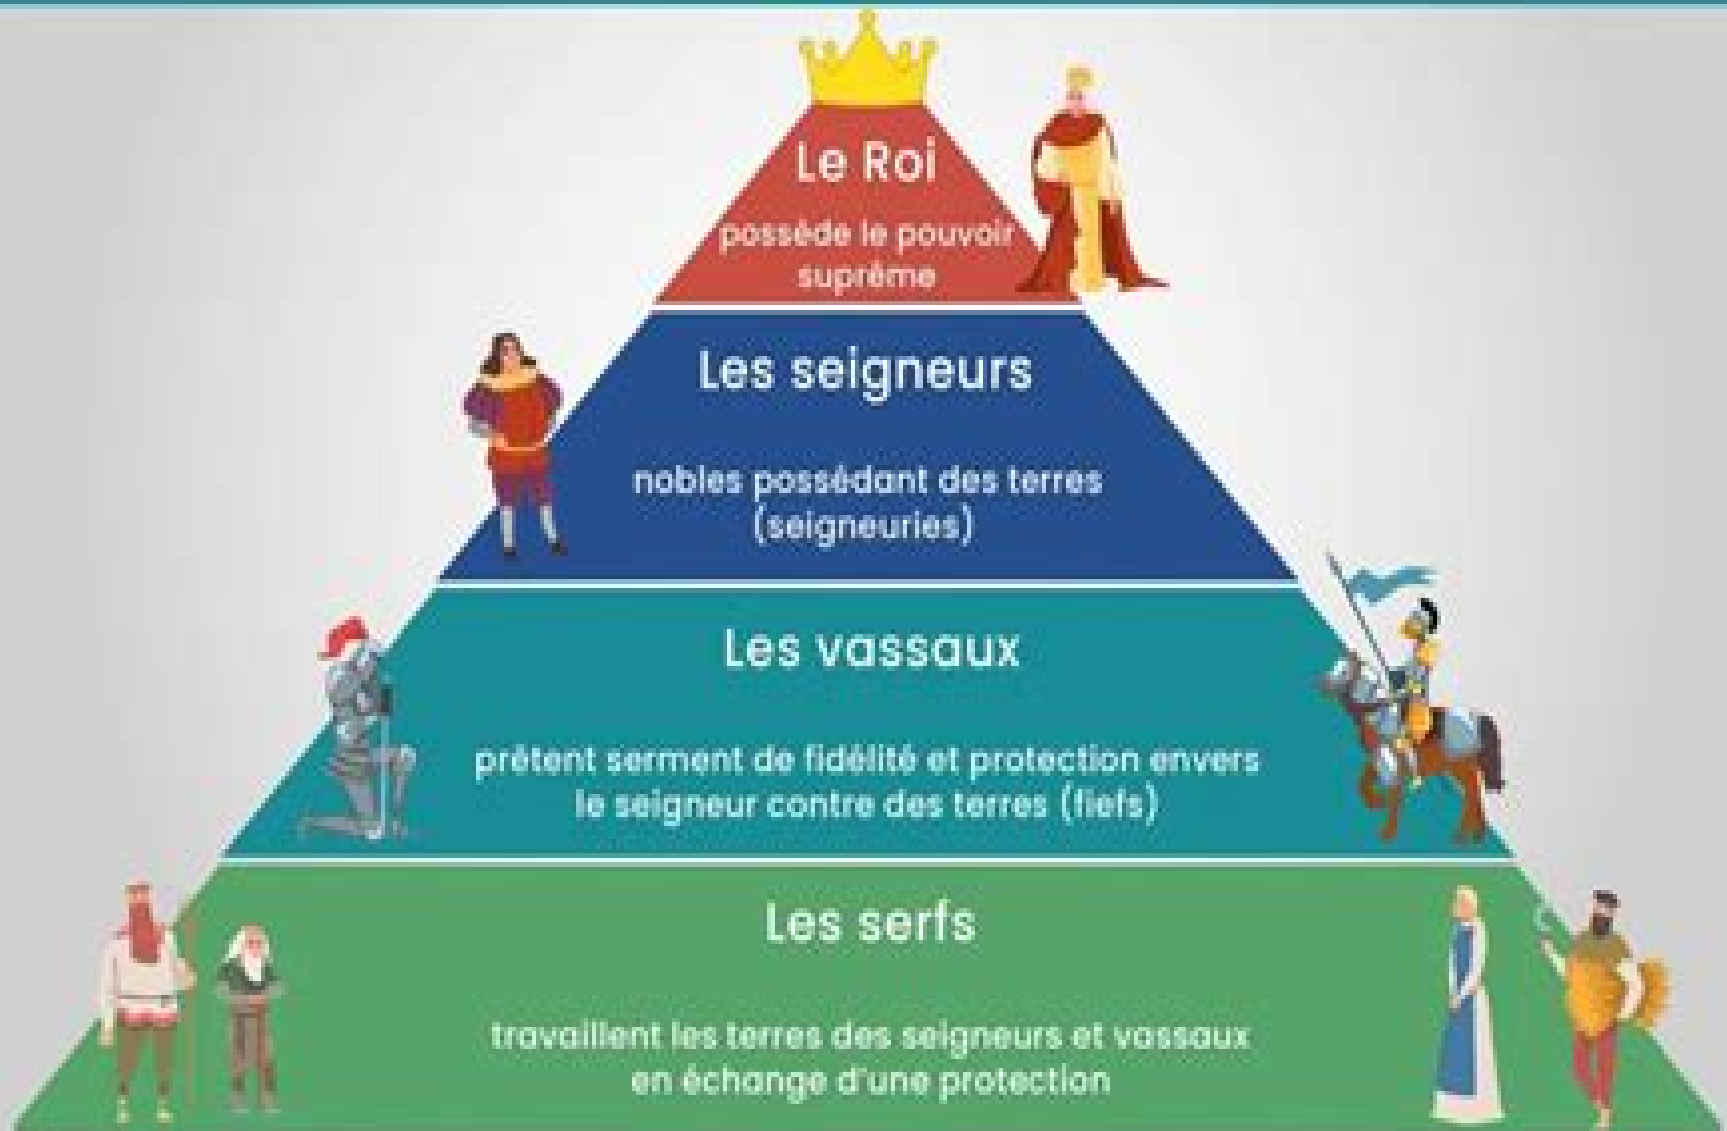 Le Roi
possède le pouvoir
suprême
Les seigneurs
nobles possédant des terres
(seigneuries)
Les vassaux
prêtent serment de fidélité et protection envers
le seigneur contre des terres (fiefs)
Les serfs
travaillent les terres des seigneurs et vassaux
en échange d'une protection